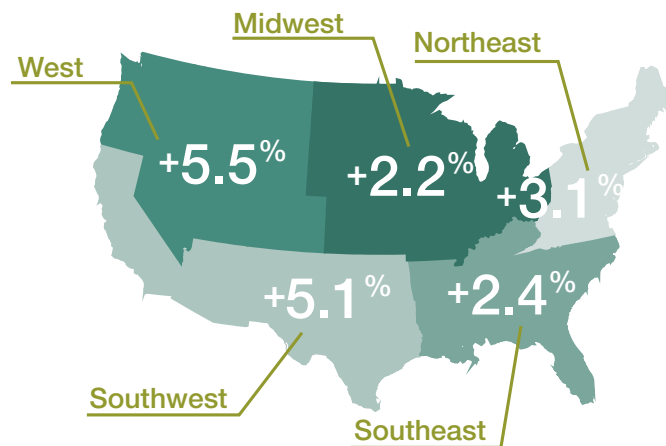 Midwest
Northeast
West
+5.5%
+2.2%
+3.1%
+5.1%
+2.4%
Southwest
Southeast